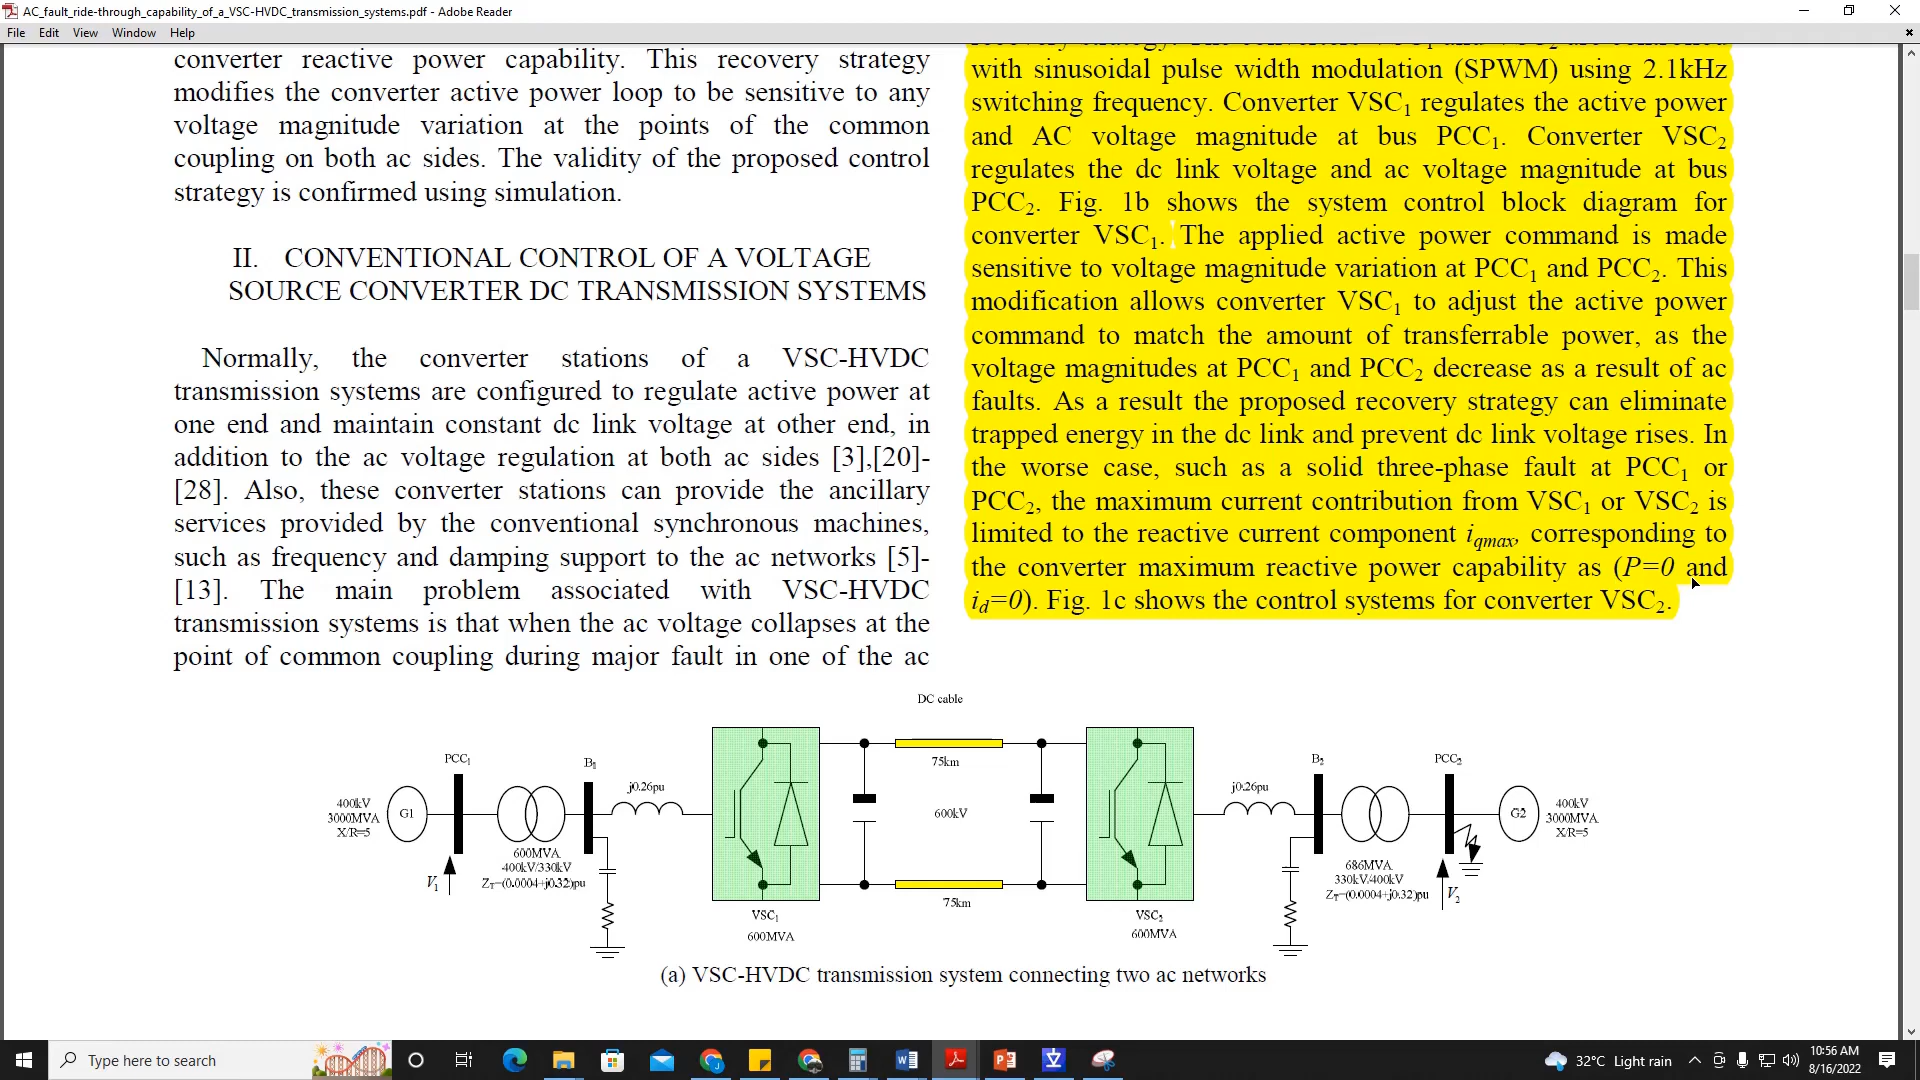 AC_fault_ride-through_capability_of_a_VSC-HVDC_transmission_systems.pdf - Adobe Reader
File Edit View Window Help
converter reactive power capability. This recovery strategy
modifies the converter active power loop to be sensitive to any
voltage magnitude variation at the points of the common
coupling on both ac sides. The validity of the proposed control
strategy is confirmed using simulation.
II. CONVENTIONAL CONTROL OF A VOLTAGE
SOURCE CONVERTER DC TRANSMISSION SYSTEMS
Normally, the converter stations of a VSC-HVDC
transmission systems are configured to regulate active power at
one end and maintain constant dc link voltage at other end, in
addition to the ac voltage regulation at both ac sides [3],[20]-
[28]. Also, these converter stations can provide the ancillary
services provided by the conventional synchronous machines,
such as frequency and damping support to the ac networks [5]-
[13]. The main problem associated with VSC-HVDC
transmission systems is that when the ac voltage collapses at the
point of common coupling during major fault in one of the ac
with sinusoidal pulse width modulation (SPWM) using 2.1kHz
switching frequency. Converter VSC1 regulates the active power
and AC voltage magnitude at bus PCC1. Converter VSC2
regulates the dc link voltage and ac voltage magnitude at bus
PCC2. Fig. 1b shows the system control block diagram for
converter VSC1. The applied active power command is made
sensitive to voltage magnitude variation at PCC1 and PCC2. This
modification allows converter VSC1 to adjust the active power
command to match the amount of transferrable power, as the
voltage magnitudes at PCC1 and PCC2 decrease as a result of ac
faults. As a result the proposed recovery strategy can eliminate
trapped energy in the dc link and prevent dc link voltage rises. In
the worse case, such as a solid three-phase fault at PCC1 or
PCC2, the maximum current contribution from VSC1 or VSC2 is
limited to the reactive current component iqmax, corresponding to
the converter maximum reactive power capability as (P=0 and
id=0). Fig. 1c shows the control systems for converter VSC2.
DC cable
PCC1
B1
j0.26pu
75km
j0.26pu
B2
PCC2
400kV
3000MVA
X/R=5
G1
600kV
G2
400kV
3000MVA
X/R=5
600MVA
400kV/330kV
ZT=(0.0004+j0.32)pu
V1
686MVA
330kV/400kV
ZT=(0.0004+j0.32)pu
V2
75km
VSC1
600MVA
VSC2
600MVA
(a) VSC-HVDC transmission system connecting two ac networks
Type here to search
32°C Light rain
10:56 AM
8/16/2022